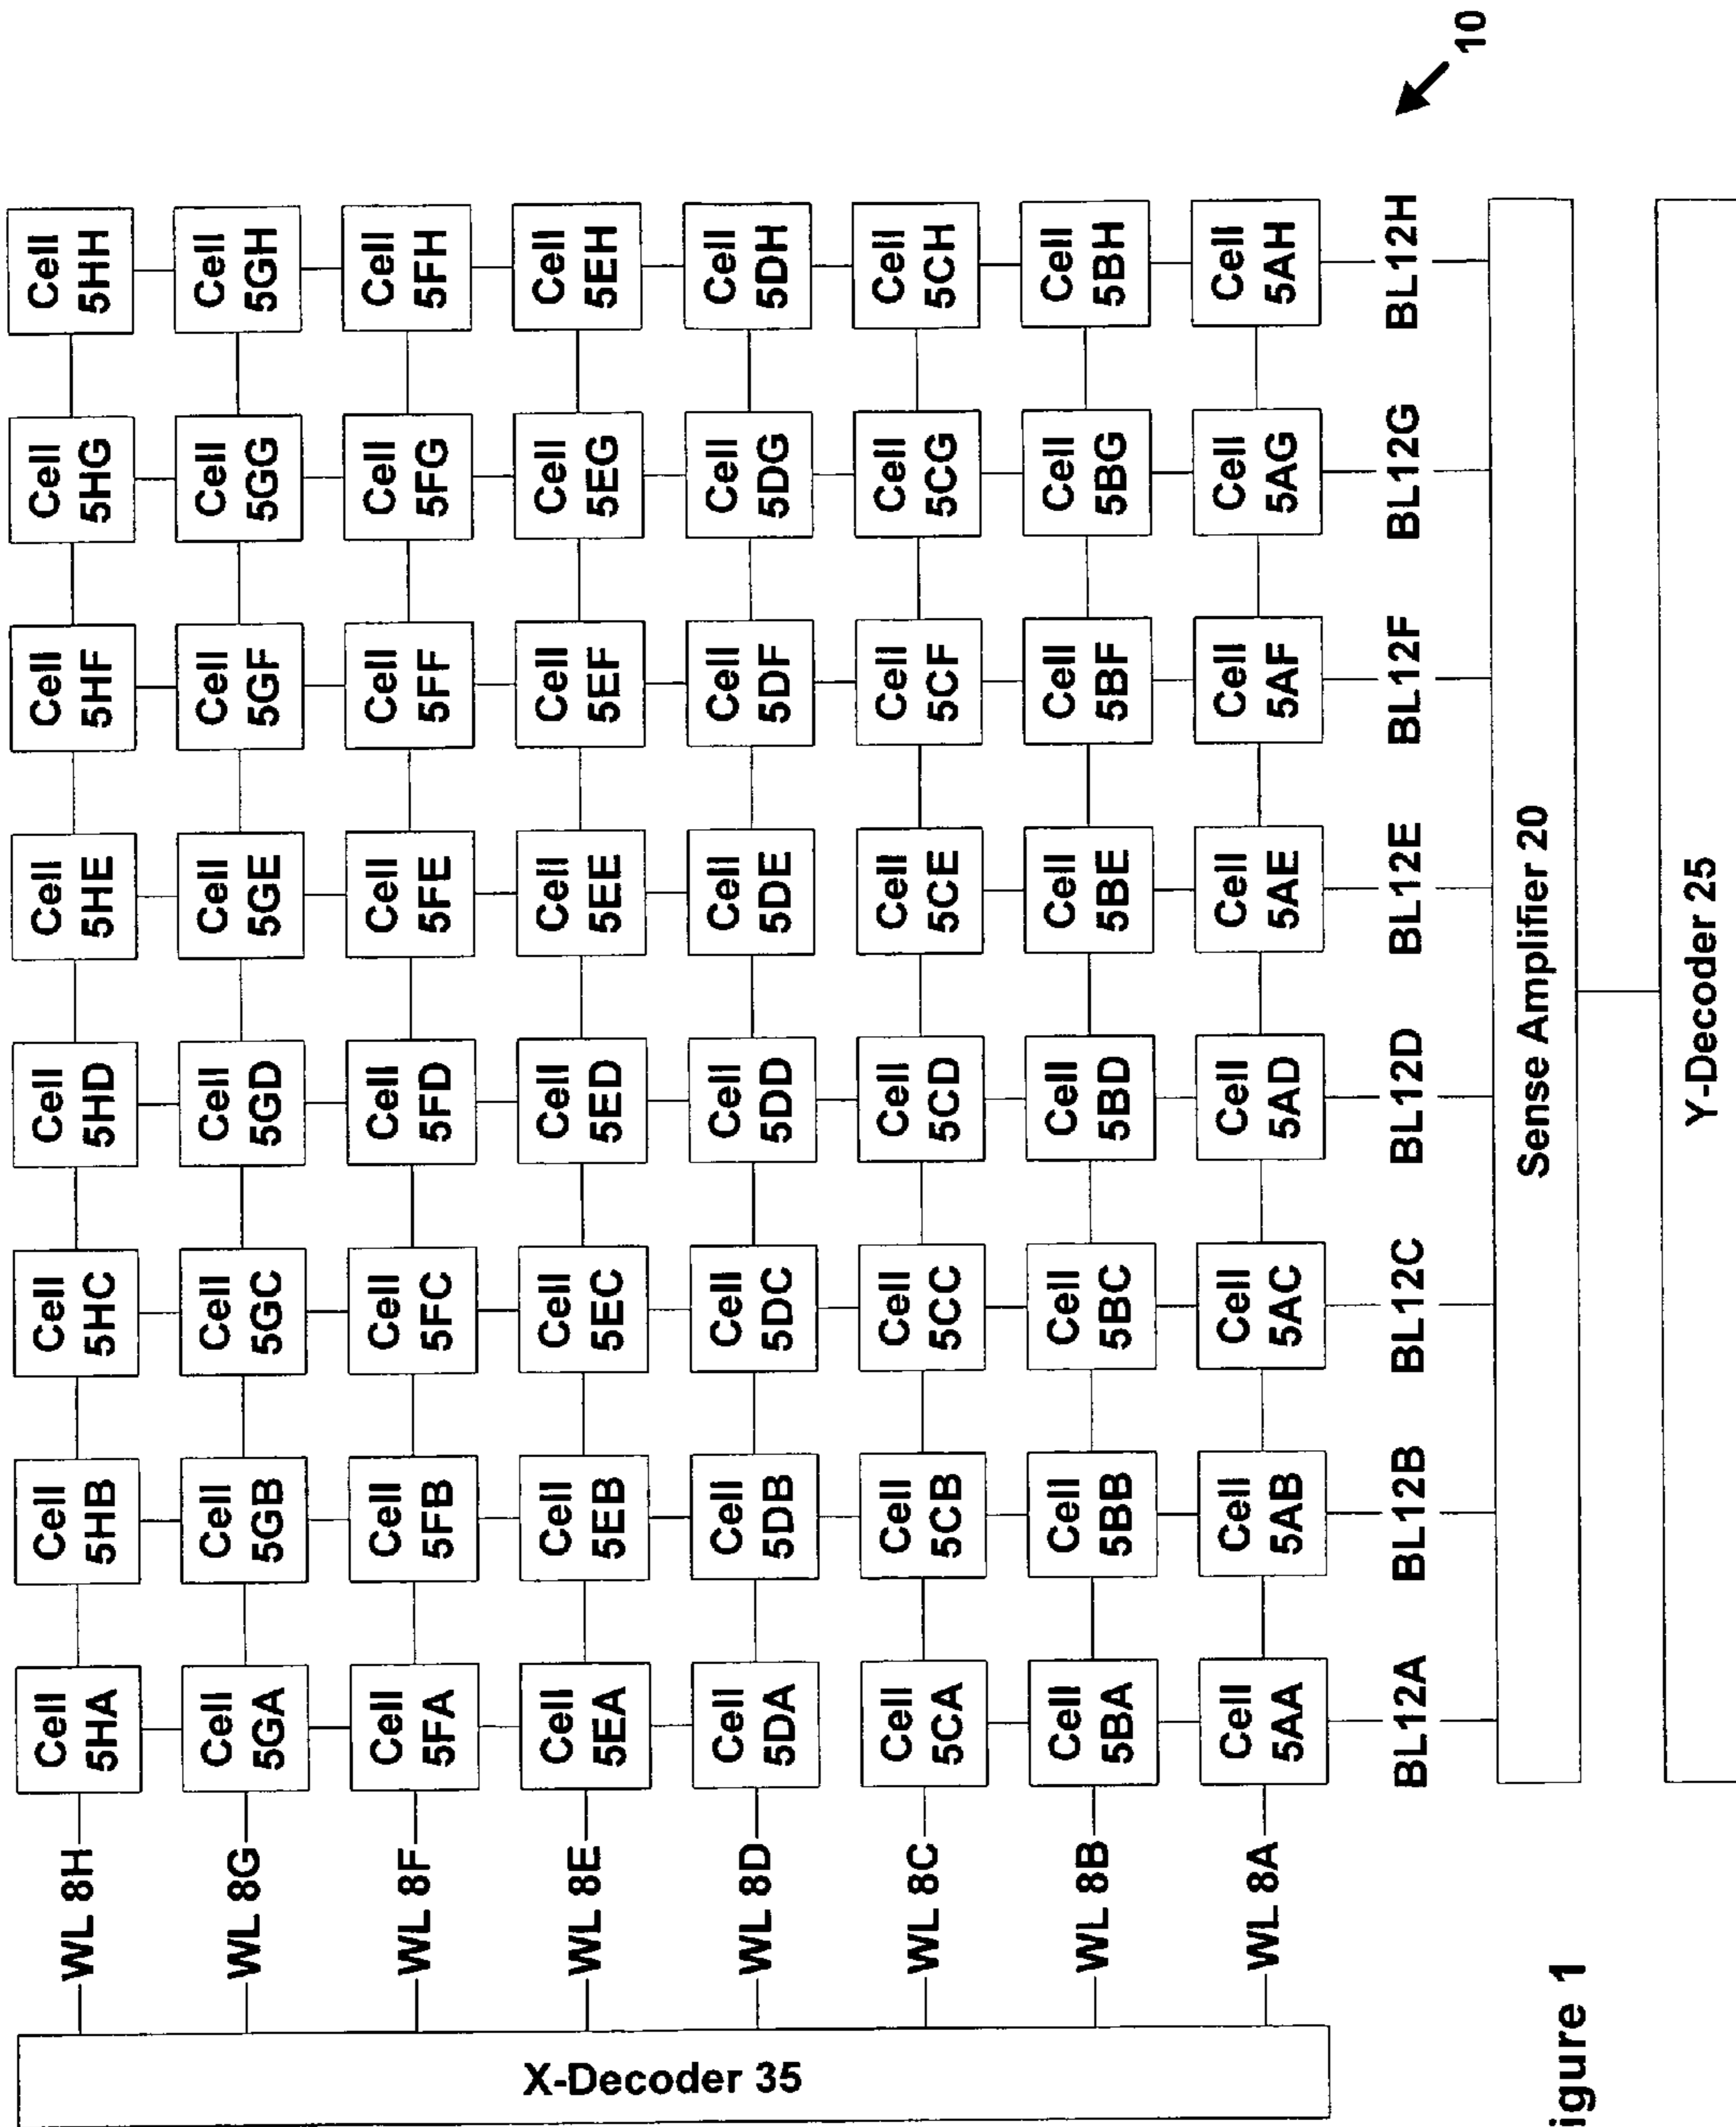 Cell Cell Cell Cell Cell Cell Cell Cell
WL 8H 5HA 5HB 5HC 5HD 5HE 5HF 5HG 5HH
Cell Cell Cell Cell Cell Cell Cell Cell
WL 8G 5GA 5GB 5GC 5GD 5GE 5GF 5GG 5GH
Cell Cell Cell Cell Cell Cell Cell Cell
WL 8F 5FA 5FB 5FC 5FD 5FE 5FF 5FG 5FH
Cell Cell Cell Cell Cell Cell Cell Cell
WL 8E 5EA 5EB 5EC 5ED 5EE 5EF 5EG 5EH
X-Decoder 35
Cell Cell Cell Cell Cell Cell Cell Cell
WL 8D 5DA 5DB 5DC 5DD 5DE 5DF 5DG 5DH
Cell Cell Cell Cell Cell Cell Cell Cell
WL 8C 5CA 5CB 5CC 5CD 5CE 5CF 5CG 5CH
Cell Cell Cell Cell Cell Cell Cell Cell
WL 8B 5BA 5BB 5BC 5BD 5BE 5BF 5BG 5BH
Cell Cell Cell Cell Cell Cell Cell Cell
WL 8A 5AA 5AB 5AC 5AD 5AE 5AF 5AG 5AH
BL12A BL12B BL12C BL12D BL12E BL12F BL12G BL12H
10
Sense Amplifier 20
Y-Decoder 25
igure 1